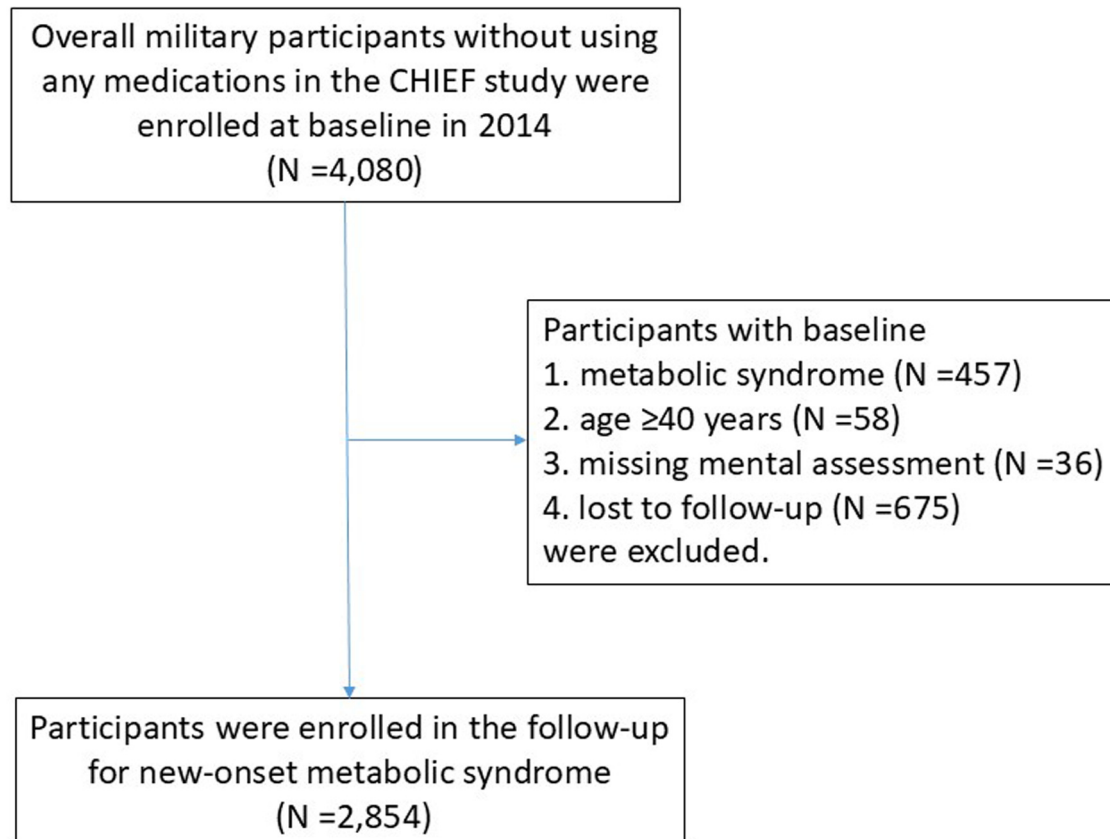 Overall military participants without using
any medications in the CHIEF study were
enrolled at baseline in 2014
(N =4,080)
Participants with baseline
1. metabolic syndrome (N =457)
2. age ≥40 years (N =58)
3. missing mental assessment (N =36)
4. lost to follow-up (N =675)
were excluded.
Participants were enrolled in the follow-up
for new-onset metabolic syndrome
(N =2,854)